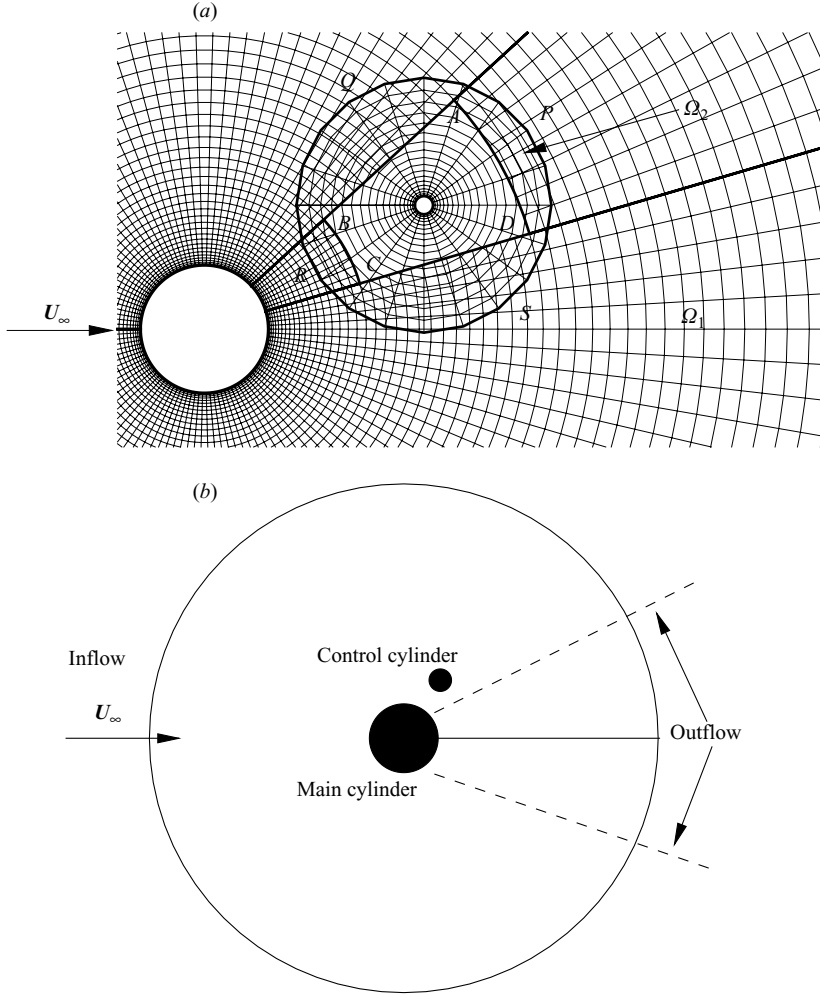 (a)
Q
A
P
Ω2
B
D
C
R
S
Ω1
U∞
(b)
Inflow
Control cylinder
U∞
Outflow
Main cylinder